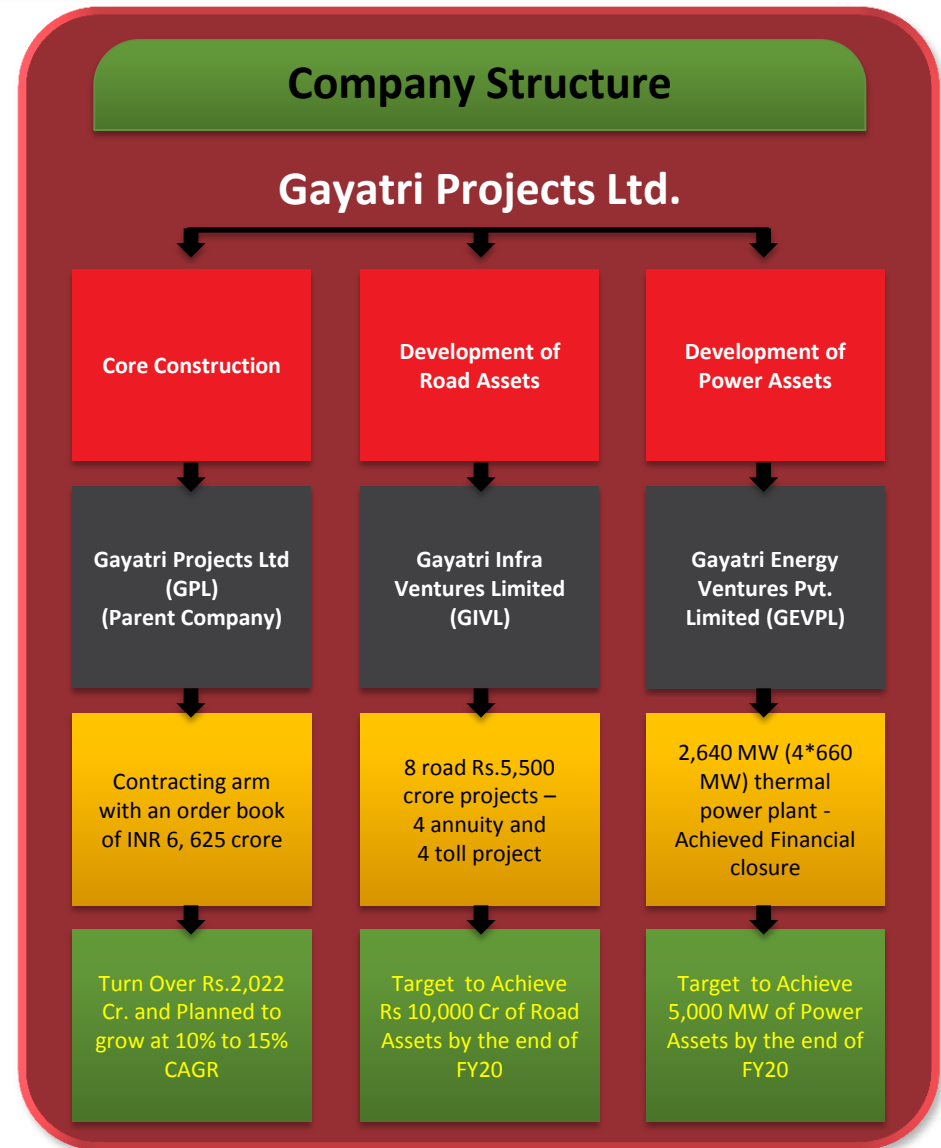 Company Structure
Gayatri Projects Ltd.
Core Construction
Development of
Road Assets
Development of
Power Assets
Gayatri Projects Ltd
(GPL)
(Parent Company)
Gayatri Infra
Ventures Limited
(GIVL)
Gayatri Energy
Ventures Pvt.
Limited (GEVPL)
Contracting arm
with an order book
of INR 6, 625 crore
8 road Rs.5,500
crore projects –
4 annuity and
4 toll project
2,640 MW (4*660
MW) thermal
power plant -
Achieved Financial
closure
Turn Over Rs.2,022
Cr. and Planned to
grow at 10% to 15%
CAGR
Target to Achieve
Rs 10,000 Cr of Road
Assets by the end of
FY20
Target to Achieve
5,000 MW of Power
Assets by the end of
FY20